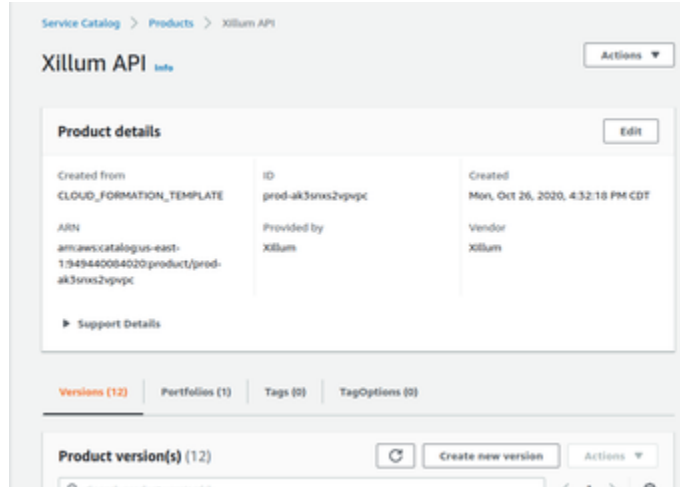 Service Catalog > Products > Xillum API
Xillum API Info
Actions ▼
Product details
Edit
Created from
CLOUD_FORMATION_TEMPLATE
ID
prod-ak3snxs2vpvpc
Created
Mon, Oct 26, 2020, 4:32:18 PM CDT
ARN
arn:aws:catalog:us-east-
1:949440084020:product/prod-
ak3snxs2vpvpc
Provided by
Xillum
Vendor
Xillum
▶ Support Details
Versions (12)
Portfolios (1)
Tags (0)
TagOptions (0)
Product version(s) (12)
Create new version
Actions ▼